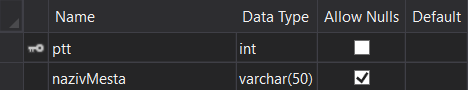 Name Data Type Allow Nulls Default
ptt int
nazivMesta varchar(50)